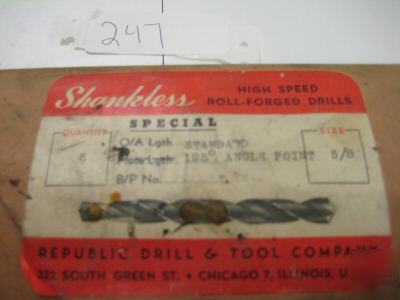 247
Shankless
HIGH SPEED
ROLL-FORGED DRILLS
SPECIAL
QUANTITY
6
O/A Lgth STANDARD
Flute Lgth 125° ANGLE POINT
B/P No.
SIZE
5/8
REPUBLIC DRILL & TOOL COMPANY
322 SOUTH GREEN ST. • CHICAGO 7, ILLINOIS, U